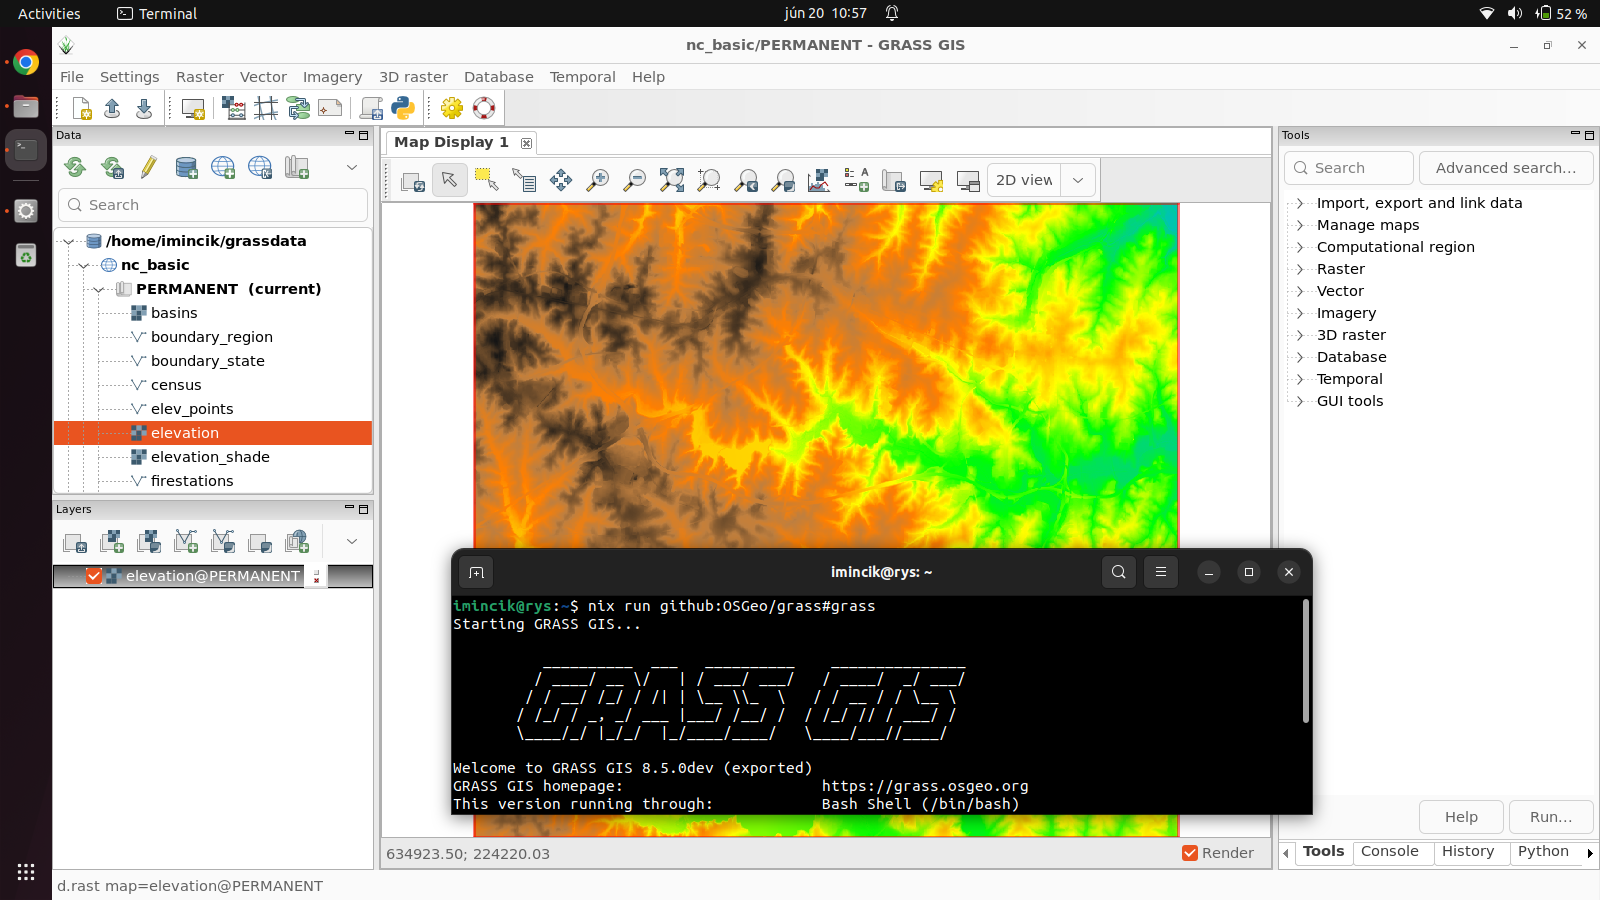 Activities
Terminal
jún 20 10:57
52 %
nc_basic/PERMANENT - GRASS GIS
File Settings Raster Vector Imagery 3D raster Database Temporal Help
Data
Search
/home/imincik/grassdata
nc_basic
PERMANENT (current)
basins
boundary_region
boundary_state
census
elev_points
elevation
elevation_shade
firestations
Layers
elevation@PERMANENT
Map Display 1
2D view
634923.50; 224220.03
Render
Tools
Search
Advanced search...
Import, export and link data
Manage maps
Computational region
Raster
Vector
Imagery
3D raster
Database
Temporal
GUI tools
Help
Run...
Tools Console History Python
imincik@rys: ~
imincik@rys:~$ nix run github:OSGeo/grass#grass
Starting GRASS GIS...
GRASS GIS
Welcome to GRASS GIS 8.5.0dev (exported)
GRASS GIS homepage: https://grass.osgeo.org
This version running through: Bash Shell (/bin/bash)
d.rast map=elevation@PERMANENT